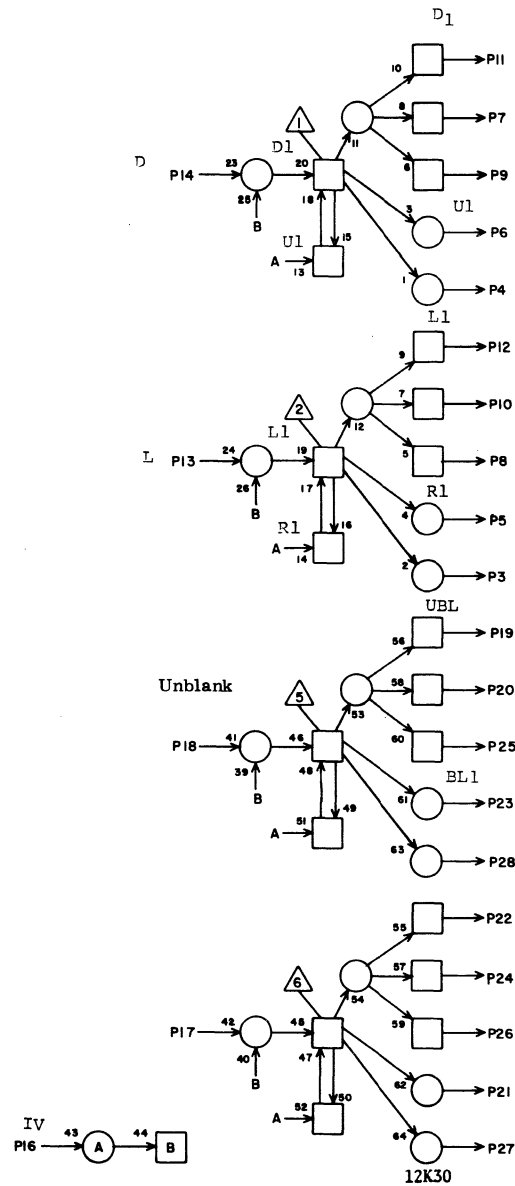 D1
10
P11
1
8
P7
11
D
D1
P14
23
20
6
P9
25
18
3
U1
B
U1
15
P6
A
13
1
P4
L1
9
P12
2
7
P10
12
L1
5
L
P13
24
19
P8
26
17
R1
4
B
R1
16
P5
A
14
2
P3
UBL
56
P19
Unblank
5
58
P20
53
41
46
60
P18
P25
39
48
BL1
B
49
61
P23
A
51
63
P28
55
P22
6
57
P24
54
42
46
59
P17
P26
40
47
B
50
62
P21
A
52
IV
43
44
64
P16
A
B
P27
12K30